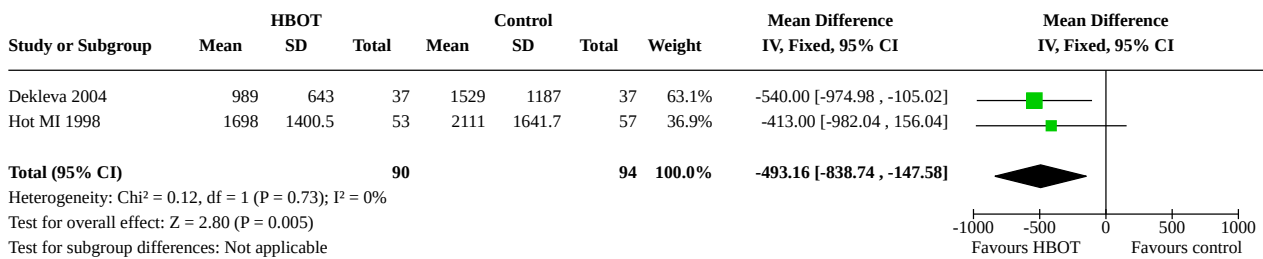 HBOT Control Mean Difference Mean Difference
Study or Subgroup Mean SD Total Mean SD Total Weight IV, Fixed, 95% CI IV, Fixed, 95% CI
Dekleva 2004 989 643 37 1529 1187 37 63.1% -540.00 [-974.98 , -105.02]
Hot MI 1998 1698 1400.5 53 2111 1641.7 57 36.9% -413.00 [-982.04 , 156.04]
Total (95% CI) 90 94 100.0% -493.16 [-838.74 , -147.58]
Heterogeneity: Chi² = 0.12, df = 1 (P = 0.73); I² = 0%
Test for overall effect: Z = 2.80 (P = 0.005)
Test for subgroup differences: Not applicable
-1000 -500 0 500 1000
Favours HBOT Favours control